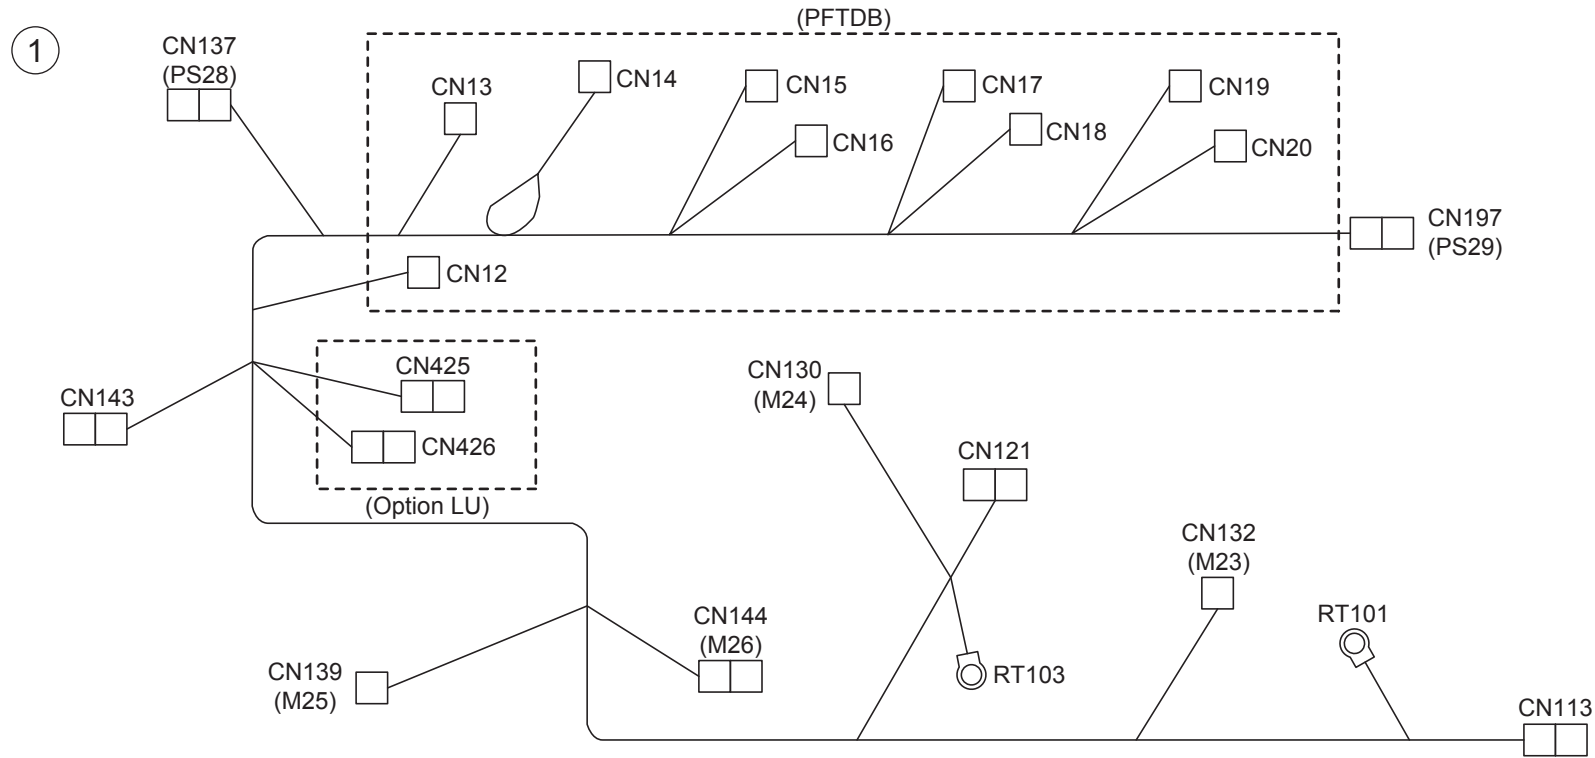 1
(PFTDB)
CN137
(PS28)
CN13
CN14
CN15
CN16
CN17
CN18
CN19
CN20
CN197
(PS29)
CN12
CN143
CN425
CN426
(Option LU)
CN130
(M24)
CN121
CN132
(M23)
RT101
CN139
(M25)
CN144
(M26)
RT103
CN113